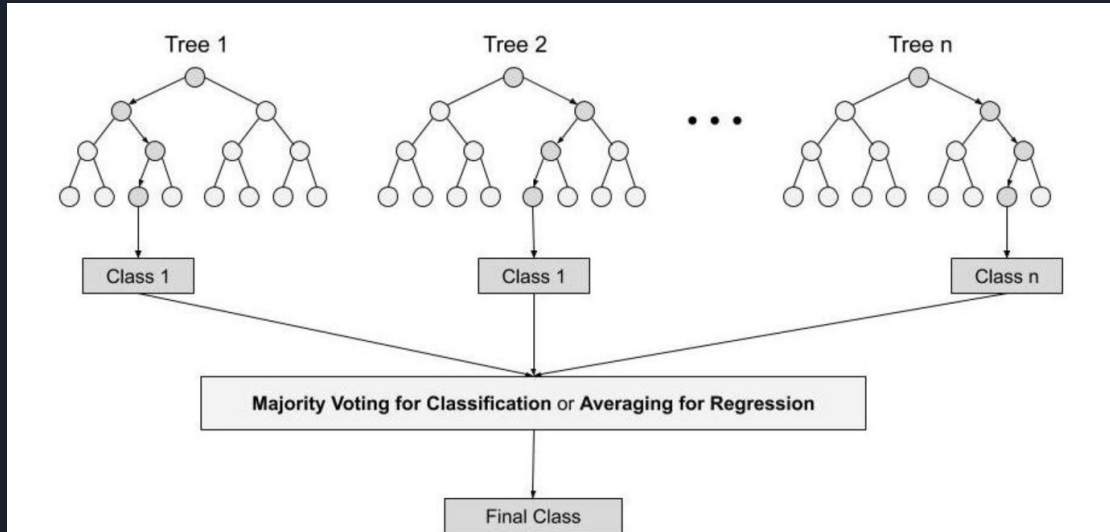 Tree 1
Tree 2
Tree n
Class 1
Class 1
Class n
Majority Voting for Classification or Averaging for Regression
Final Class